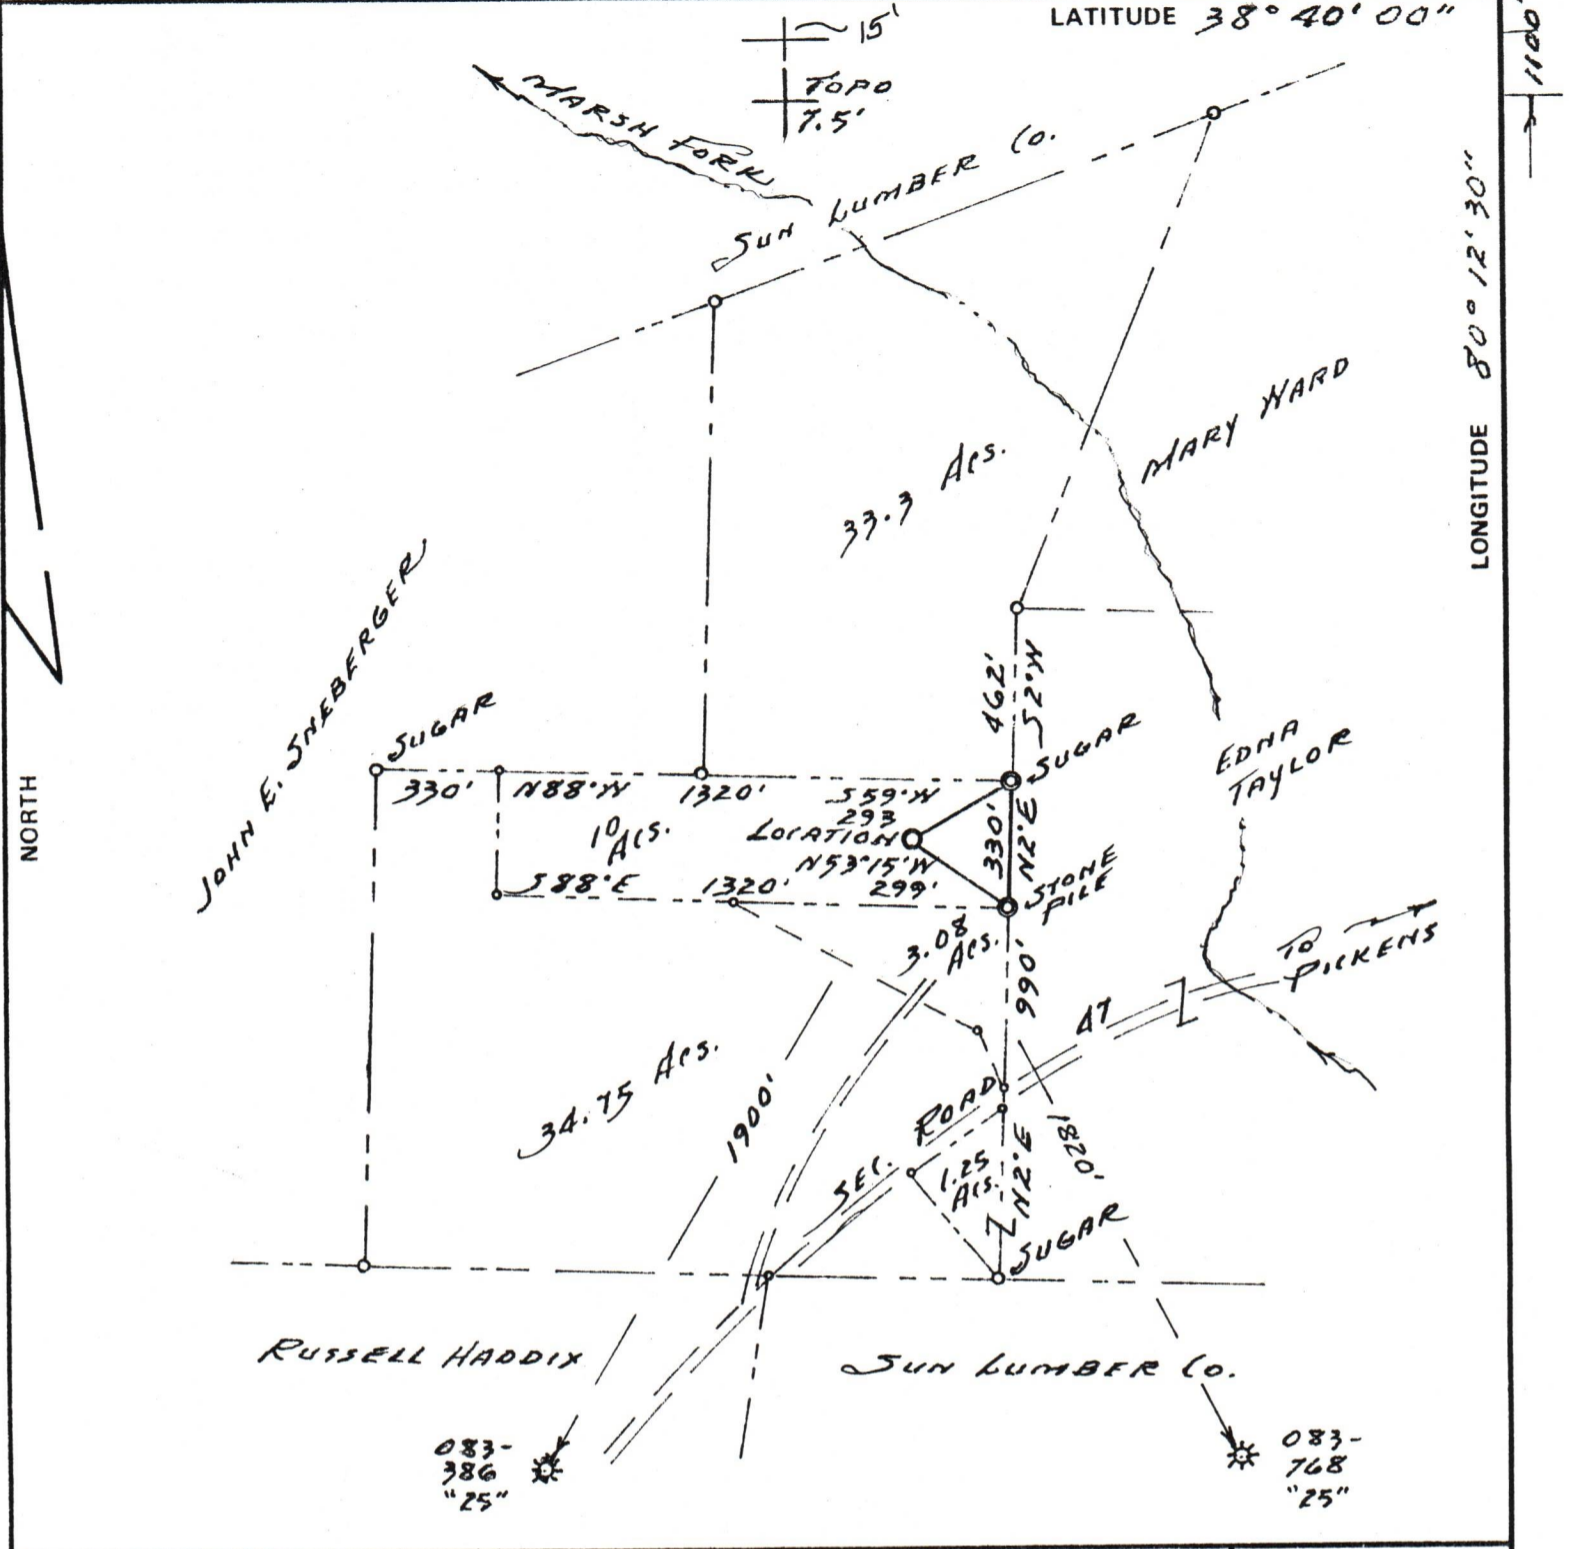 LATITUDE 38° 40' 00"
1100'
15'
TOPO
7.5'
MARSH FORK
SUN LUMBER Co.
LONGITUDE 80° 12' 30"
MARY WARD
33.3 Acs.
JOHN E. SNEBERGER
NORTH
462'
S2°W
SUGAR
SUGAR
EDNA
TAYLOR
330' N88°W 1320' S59°W
293
10
Acs.
LOCATION
N53°15'W
299'
S88°E 1320'
330'
N2°E
STONE
PILE
3.08
Acs.
990'
TO
PICKENS
47
34.75 Acs.
1900'
SEC. ROAD
1.25
Acs.
N2°E
1820'
SUGAR
RUSSELL HADDIX
SUN LUMBER Co.
083-
386
"25"
083-
768
"25"